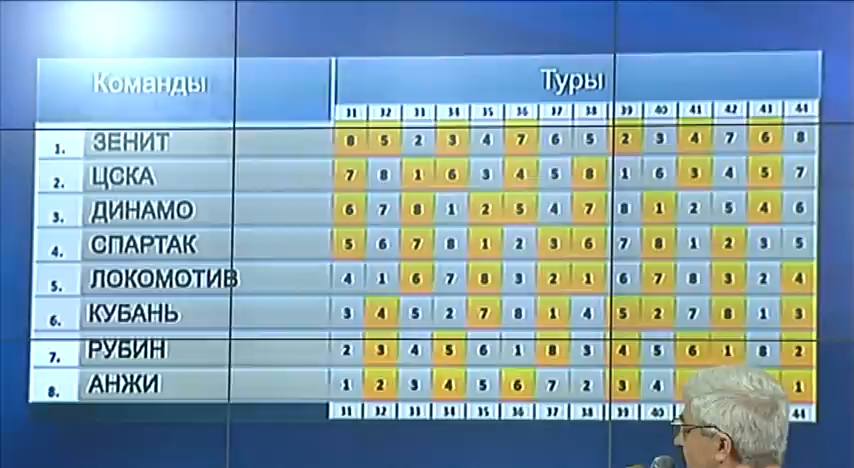 Команды Туры
31 32 33 34 35 36 37 38 39 40 41 42 43 44
1. ЗЕНИТ 8 5 2 3 4 7 6 5 2 3 4 7 6 8
2. ЦСКА 7 8 1 6 3 4 5 8 1 6 3 4 5 7
3. ДИНАМО 6 7 8 1 2 5 4 7 8 1 2 5 4 6
4. СПАРТАК 5 6 7 8 1 2 3 6 7 8 1 2 3 5
5. ЛОКОМОТИВ 4 1 6 7 8 3 2 1 6 7 8 3 2 4
6. КУБАНЬ 3 4 5 2 7 8 1 4 5 2 7 8 1 3
7. РУБИН 2 3 4 5 6 1 8 3 4 5 6 1 8 2
8. АНЖИ 1 2 3 4 5 6 7 2 3 4 1
31 32 33 34 35 36 37 38 39 40 44